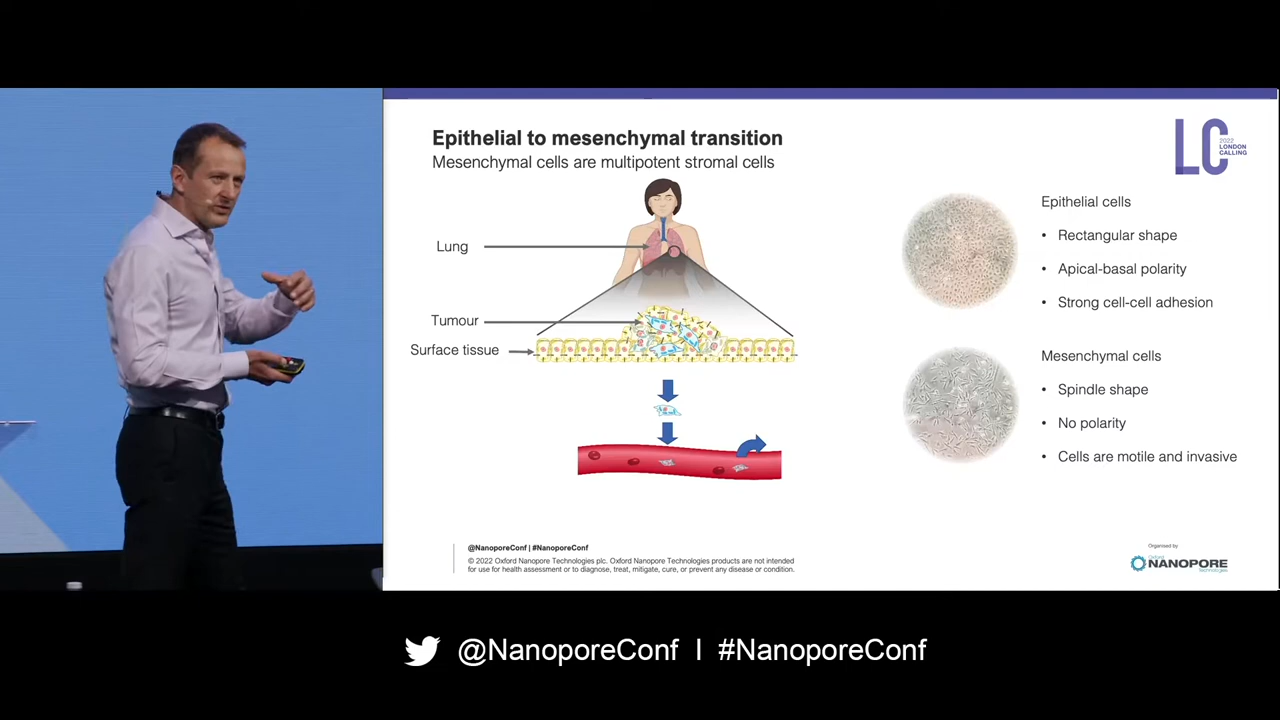 Epithelial to mesenchymal transition
Mesenchymal cells are multipotent stromal cells
LC
2022
LONDON
CALLING
Lung
Tumour
Surface tissue
Epithelial cells
• Rectangular shape
• Apical-basal polarity
• Strong cell-cell adhesion
Mesenchymal cells
• Spindle shape
• No polarity
• Cells are motile and invasive
@NanoporeConf | #NanoporeConf
© 2022 Oxford Nanopore Technologies plc. Oxford Nanopore Technologies products are not intended
for use for health assessment or to diagnose, treat, mitigate, cure, or prevent any disease or condition.
Organised by
Oxford
NANOPORE
Technologies
@NanoporeConf | #NanoporeConf